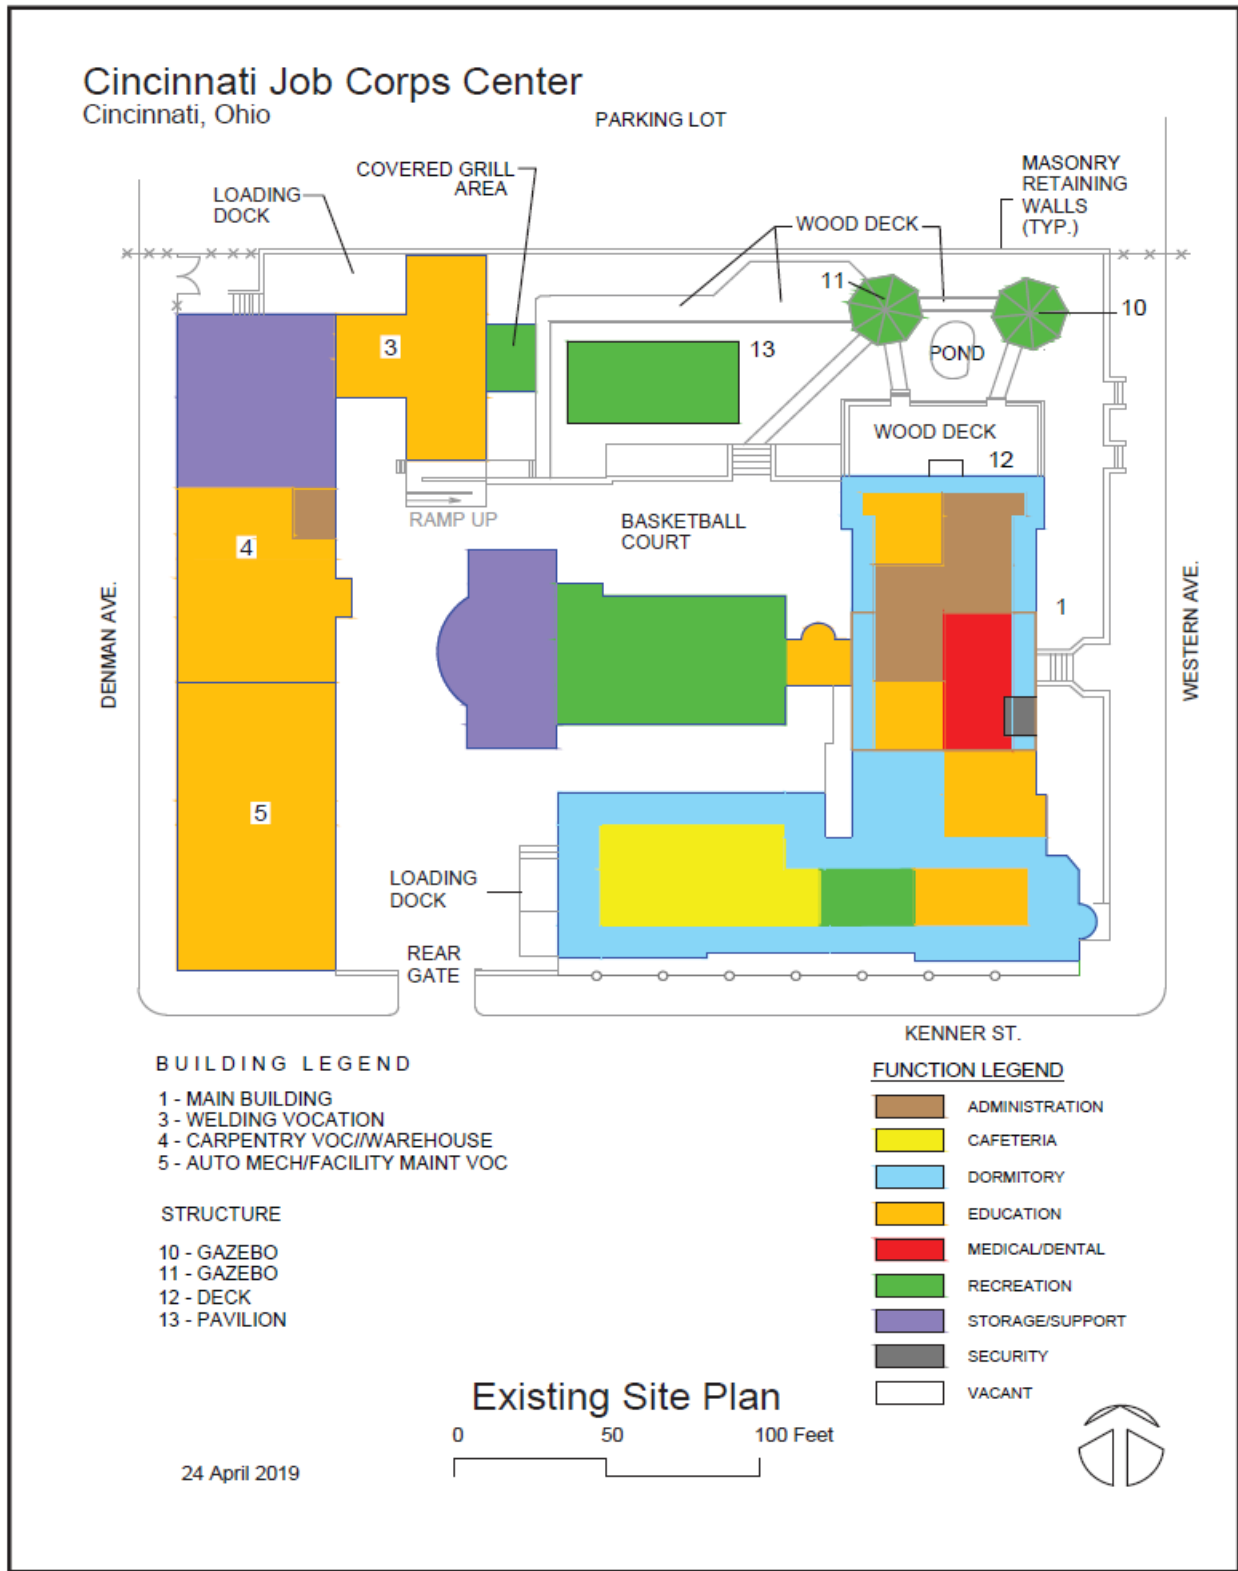 Cincinnati Job Corps Center
Cincinnati, Ohio
PARKING LOT
COVERED GRILL
AREA
MASONRY
RETAINING
WALLS
(TYP.)
LOADING
DOCK
WOOD DECK
11
10
3
13
POND
WOOD DECK
12
RAMP UP
BASKETBALL
COURT
4
DENMAN AVE.
WESTERN AVE.
1
5
LOADING
DOCK
REAR
GATE
KENNER ST.
BUILDING LEGEND
1 - MAIN BUILDING
3 - WELDING VOCATION
4 - CARPENTRY VOC//WAREHOUSE
5 - AUTO MECH/FACILITY MAINT VOC
STRUCTURE
10 - GAZEBO
11 - GAZEBO
12 - DECK
13 - PAVILION
FUNCTION LEGEND
ADMINISTRATION
CAFETERIA
DORMITORY
EDUCATION
MEDICAL/DENTAL
RECREATION
STORAGE/SUPPORT
SECURITY
VACANT
Existing Site Plan
0 50 100 Feet
24 April 2019